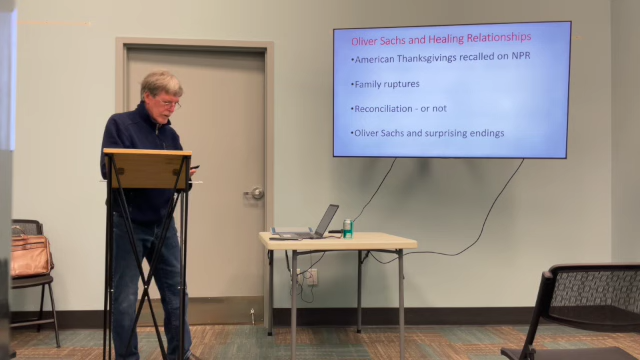 Oliver Sachs and Healing Relationships
•American Thanksgivings recalled on NPR
•Family ruptures
•Reconciliation - or not
•Oliver Sachs and surprising endings